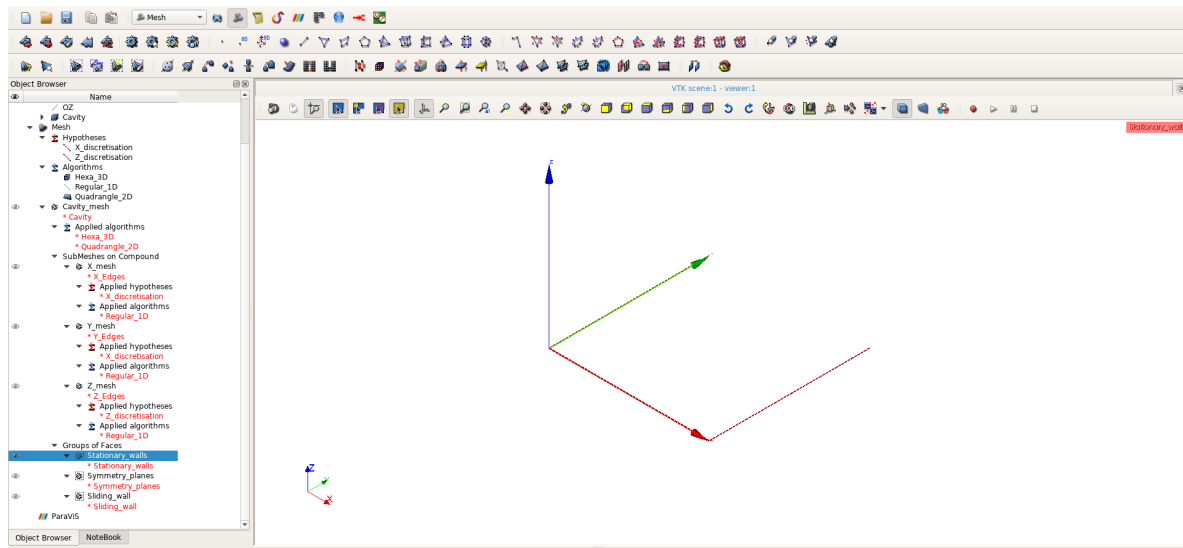 Mesh
Object Browser
VTK scene:1 - viewer:1
Name
OZ
Cavity
Mesh
Hypotheses
X_discretisation
Z_discretisation
Algorithms
Hexa_3D
Regular_1D
Quadrangle_2D
Cavity_mesh
* Cavity
Applied algorithms
* Hexa_3D
* Quadrangle_2D
SubMeshes on Compound
X_mesh
* X_Edges
Applied hypotheses
* X_discretisation
Applied algorithms
* Regular_1D
Y_mesh
* Y_Edges
Applied hypotheses
* X_discretisation
Applied algorithms
* Regular_1D
Z_mesh
* Z_Edges
Applied hypotheses
* Z_discretisation
Applied algorithms
* Regular_1D
Groups of Faces
Stationary_walls
* Stationary_walls
Symmetry_planes
* Symmetry_planes
Sliding_wall
* Sliding_wall
ParaViS
Object Browser
NoteBook
Stationary_wall
Z
Z
Y
X